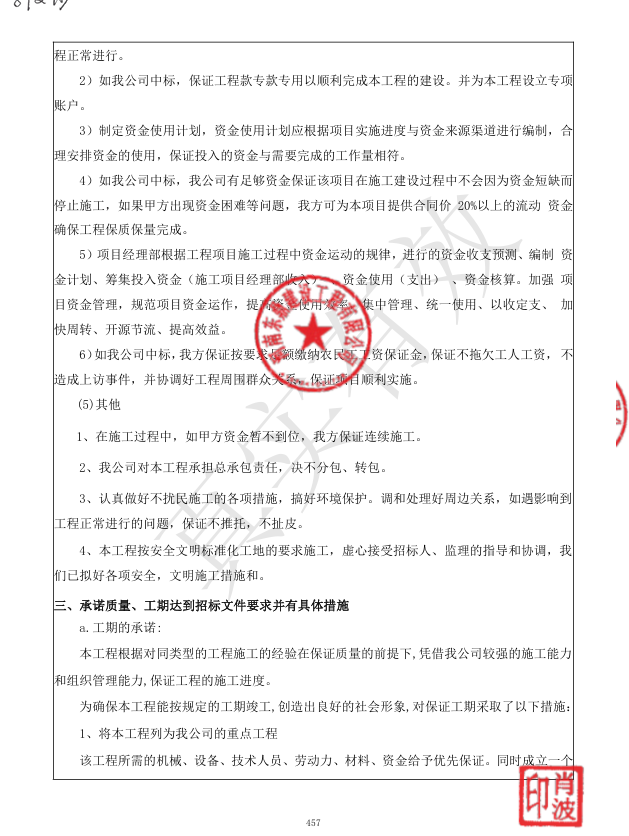 程正常进行。
2）如我公司中标，保证工程款专款专用以顺利完成本工程的建设。并为本工程设立专项
账户。
3）制定资金使用计划，资金使用计划应根据项目实施进度与资金来源渠道进行编制，合
理安排资金的使用，保证投入的资金与需要完成的工作量相符。
4）如我公司中标，我公司有足够资金保证该项目在施工建设过程中不会因为资金短缺而
停止施工，如果甲方出现资金困难等问题，我方可为本项目提供合同价 20%以上的流动 资金
确保工程保质保量完成。
5）项目经理部根据工程项目施工过程中资金运动的规律，进行的资金收支预测、编制 资
金计划、筹集投入资金（施工项目经理部收入）、 资金使用（支出） 、资金核算。加强 项
目资金管理，规范项目资金运作，提高资金使用 集中管理、统一使用、以收定支、 加
快周转、开源节流、提高效益。
6)如我公司中标,我方保证按要求足额缴纳农民工工资保证金,保证不拖欠工人工资， 不
造成上访事件，并协调好工程周围群众关系，保证项目顺利实施。
(5)其他
1、在施工过程中，如甲方资金暂不到位，我方保证连续施工。
2、我公司对本工程承担总承包责任，决不分包、转包。
3、认真做好不扰民施工的各项措施，搞好环境保护。调和处理好周边关系，如遇影响到
工程正常进行的问题，保证不推托，不扯皮。
4、本工程按安全文明标准化工地的要求施工，虚心接受招标人、监理的指导和协调，我
们已拟好各项安全，文明施工措施和。
三、承诺质量、工期达到招标文件要求并有具体措施
a.工期的承诺:
本工程根据对同类型的工程施工的经验在保证质量的前提下,凭借我公司较强的施工能力
和组织管理能力,保证工程的施工进度。
为确保本工程能按规定的工期竣工,创造出良好的社会形象,对保证工期采取了以下措施:
1、将本工程列为我公司的重点工程
该工程所需的机械、设备、技术人员、劳动力、材料、资金给予优先保证。同时成立一个
真实有效
建设工程有限公司
肖波印
457